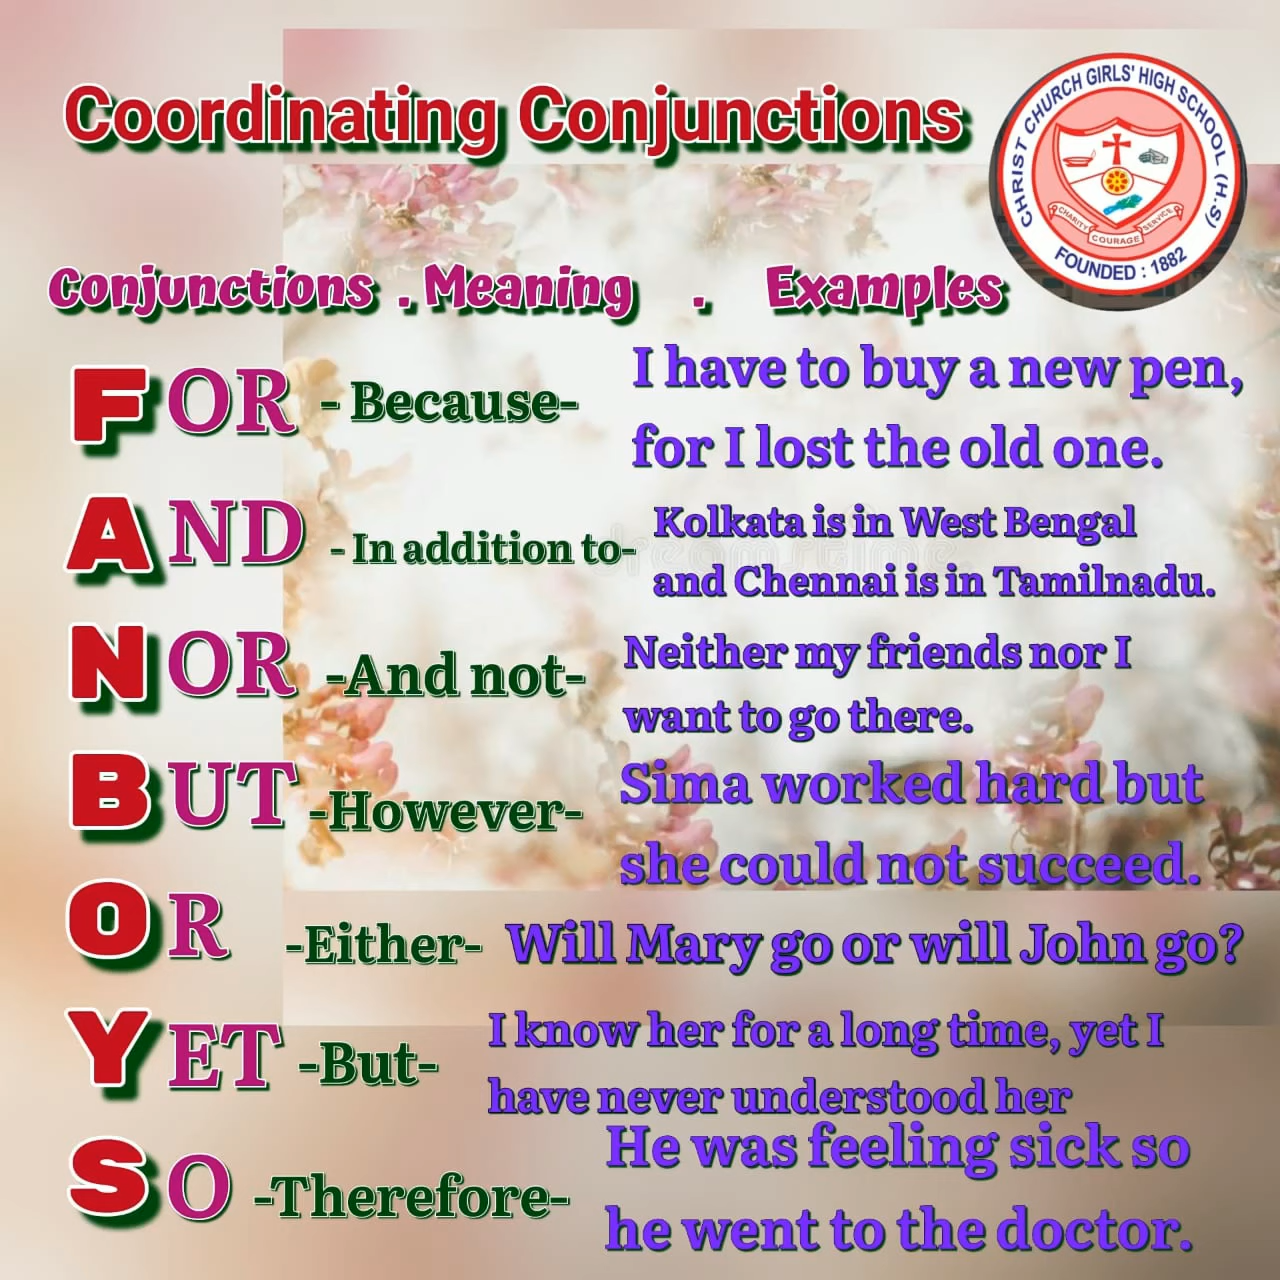 Coordinating Conjunctions
CHRIST CHURCH GIRLS' HIGH SCHOOL (H.S)
CHARITY COURAGE SERVICE
FOUNDED : 1882
Conjunctions . Meaning . Examples
FOR - Because- I have to buy a new pen,
for I lost the old one.
AND - In addition to- Kolkata is in West Bengal
and Chennai is in Tamilnadu.
NOR -And not- Neither my friends nor I
want to go there.
BUT -However- Sima worked hard but
she could not succeed.
OR -Either- Will Mary go or will John go?
YET -But- I know her for a long time, yet I
have never understood her
SO -Therefore- He was feeling sick so
he went to the doctor.
dreamstime